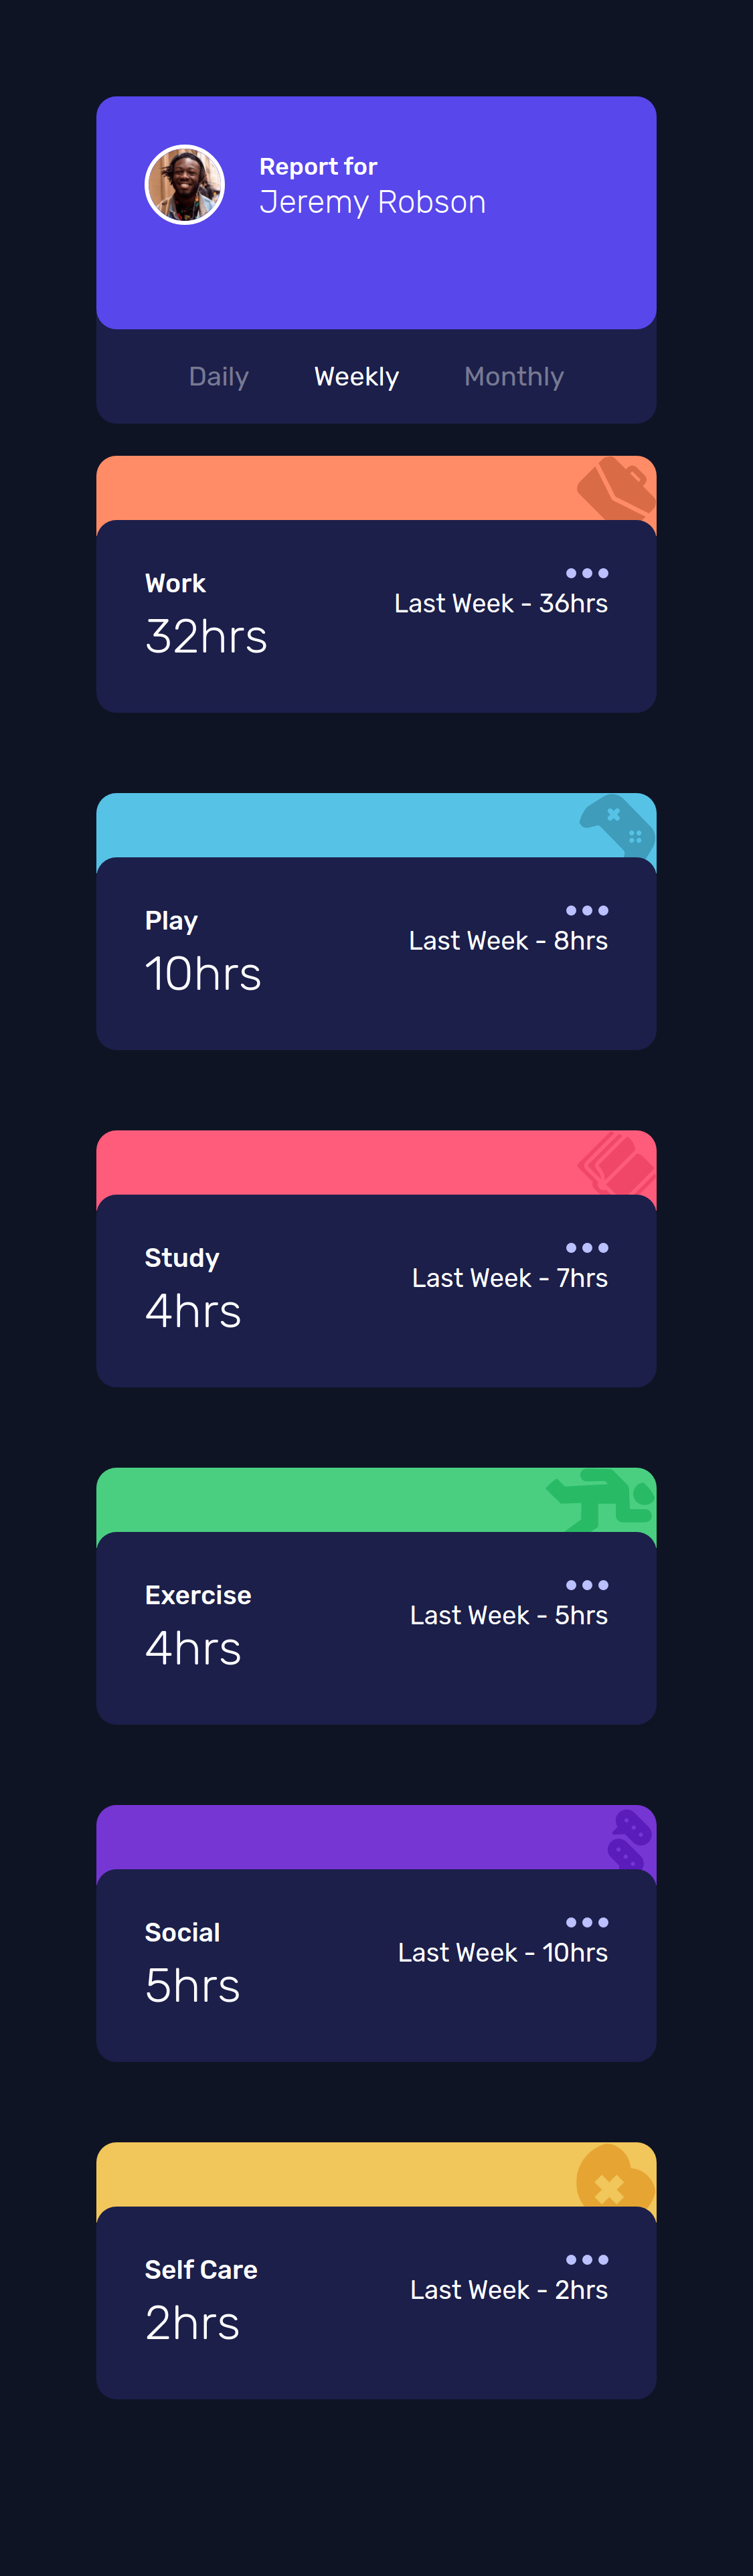 Report for
Jeremy Robson
Daily Weekly Monthly
Work
Last Week - 36hrs
32hrs
Play
Last Week - 8hrs
10hrs
Study
Last Week - 7hrs
4hrs
Exercise
Last Week - 5hrs
4hrs
Social
Last Week - 10hrs
5hrs
Self Care
Last Week - 2hrs
2hrs